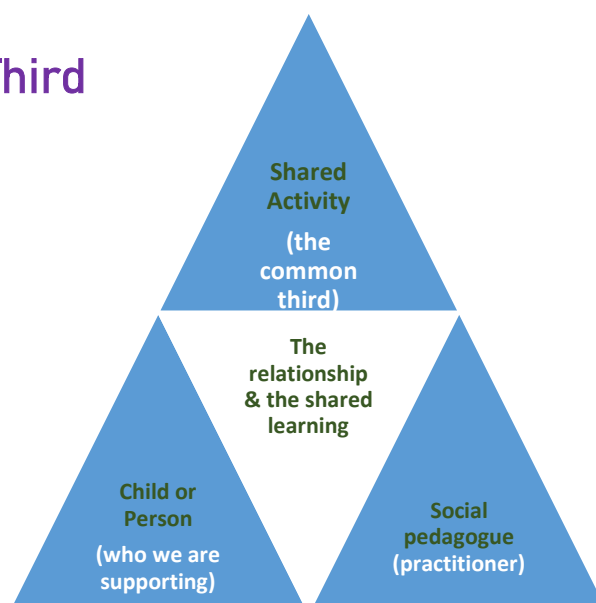 Third
Shared
Activity
(the
common
third)
The
relationship
& the shared
learning
Child or
Person
(who we are
supporting)
Social
pedagogue
(practitioner)